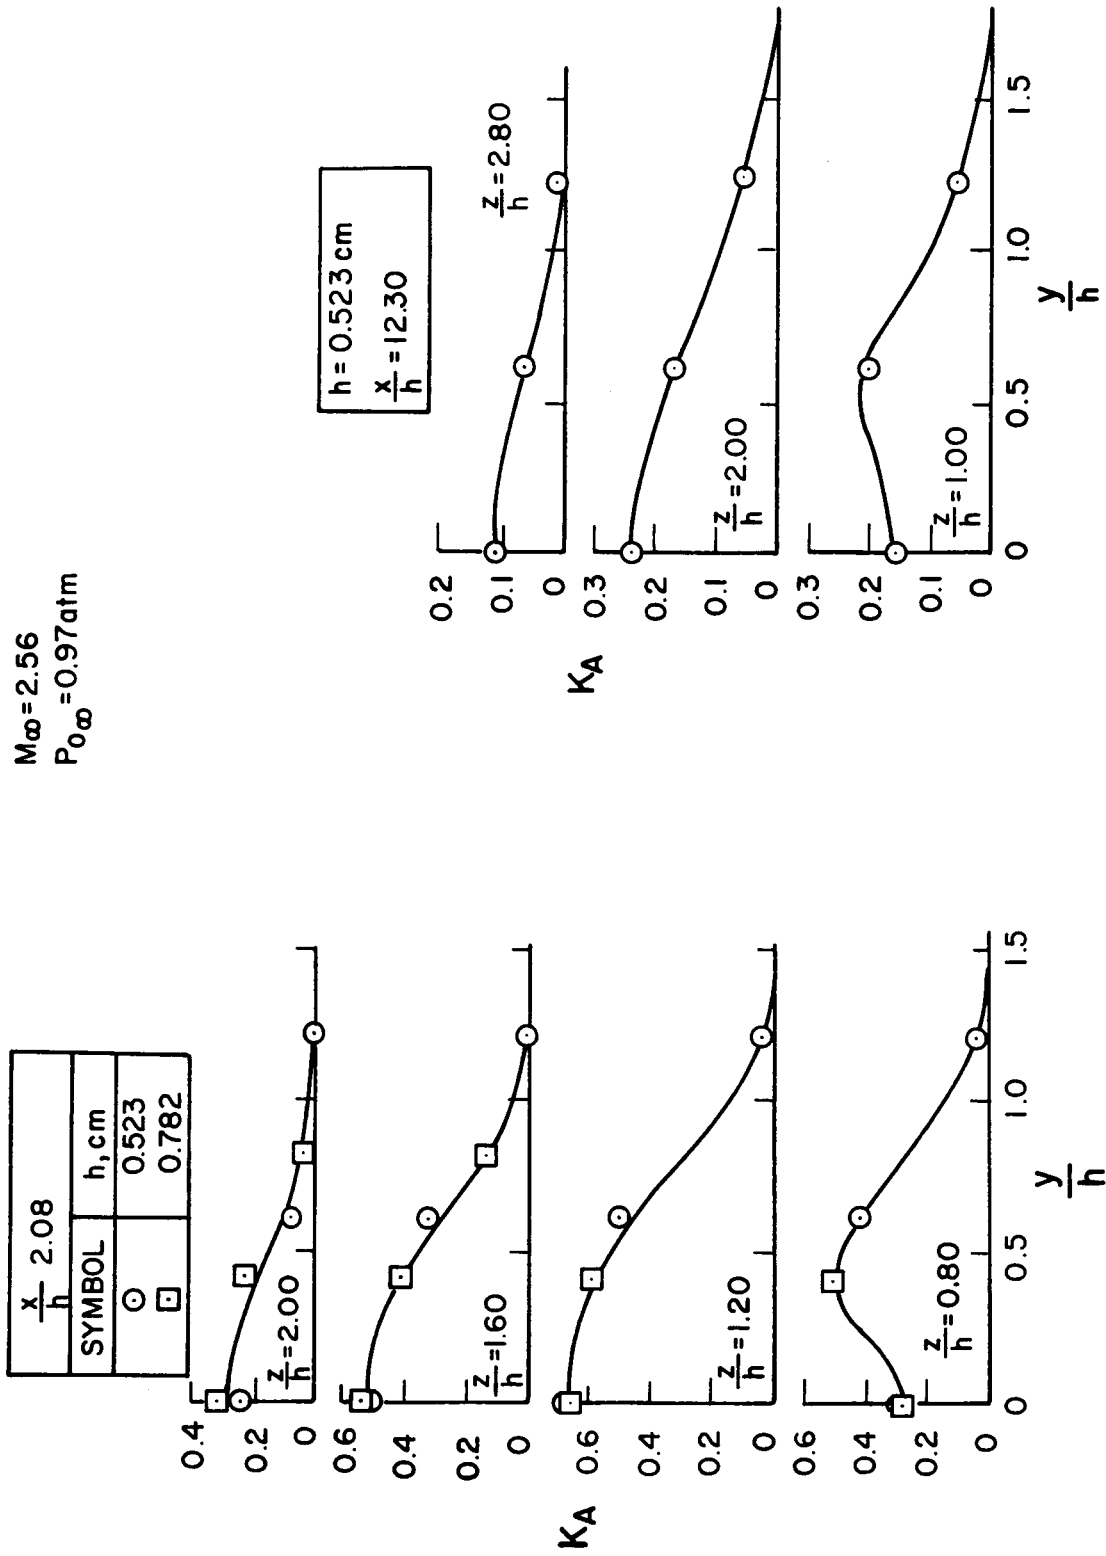 M∞=2.56
P0∞=0.97atm
x/h 2.08
SYMBOL h, cm
0.523
0.782
0.4
0.2
0
z/h=2.00
0.6
0.4
0.2
0
z/h=1.60
0.6
0.4
0.2
0
z/h=1.20
0.6
0.4
0.2
0
z/h=0.80
KA
0 0.5 1.0 1.5
y/h
h=0.523 cm
x/h=12.30
0.2
0.1
0
z/h=2.80
0.3
0.2
0.1
0
z/h=2.00
0.3
0.2
0.1
0
z/h=1.00
KA
0 0.5 1.0 1.5
y/h